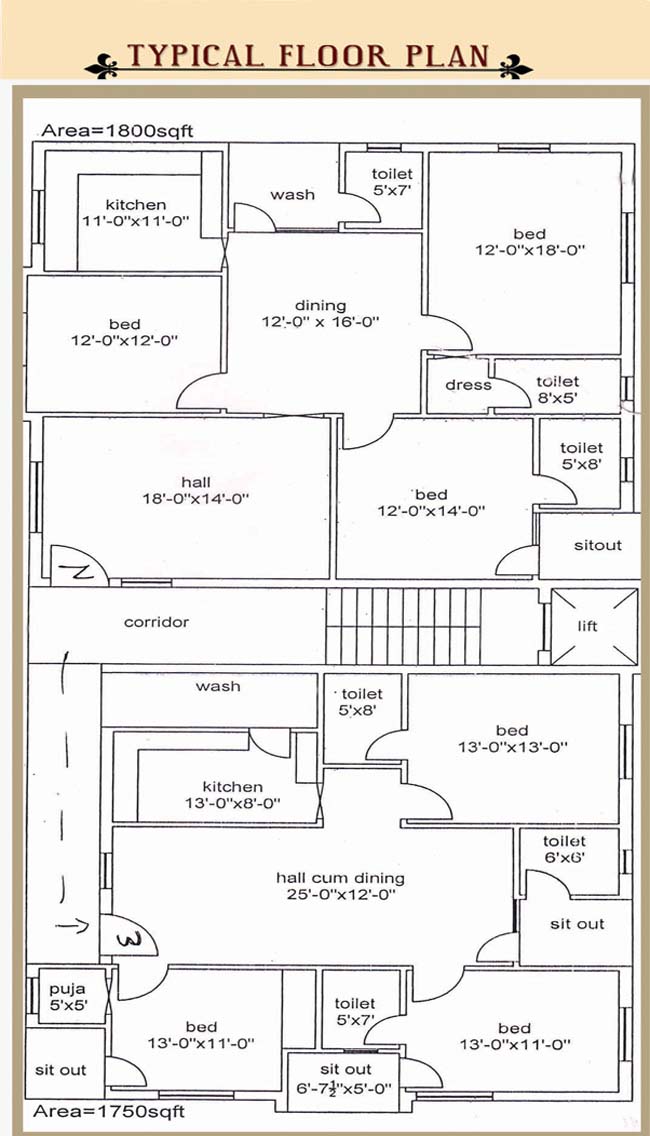 TYPICAL FLOOR PLAN
Area=1800sqft
kitchen
11'-0"x11'-0"
wash
toilet
5'x7'
bed
12'-0"x18'-0"
bed
12'-0"x12'-0"
dining
12'-0" x 16'-0"
dress
toilet
8'x5'
hall
18'-0"x14'-0"
bed
12'-0"x14'-0"
toilet
5'x8'
sitout
corridor
lift
wash
toilet
5'x8'
bed
13'-0"x13'-0"
kitchen
13'-0"x8'-0"
hall cum dining
25'-0"x12'-0"
toilet
6'x6'
sit out
puja
5'x5'
bed
13'-0"x11'-0"
toilet
5'x7'
bed
13'-0"x11'-0"
sit out
sit out
6'-7½"x5'-0"
Area=1750sqft